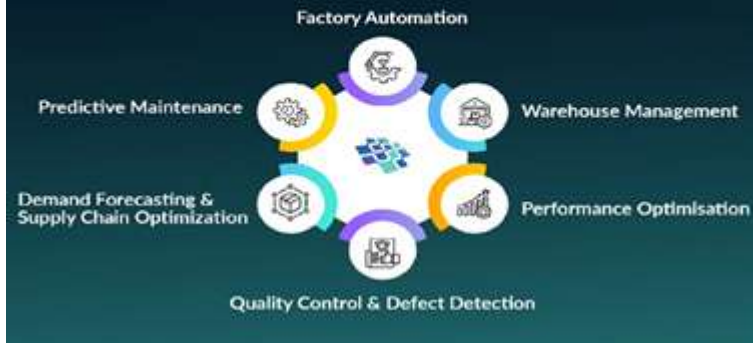 Factory Automation
Predictive Maintenance
Warehouse Management
Demand Forecasting &
Supply Chain Optimization
Performance Optimisation
Quality Control & Defect Detection